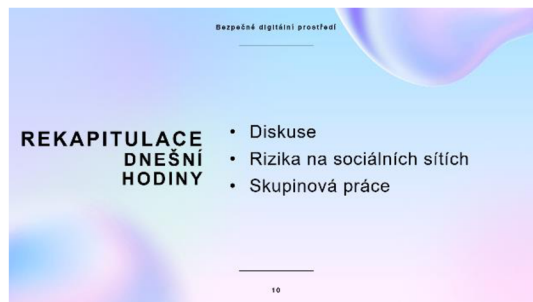 Bezpečné digitální prostředí
REKAPITULACE
DNEŠNÍ
HODINY
• Diskuse
• Rizika na sociálních sítích
• Skupinová práce
10